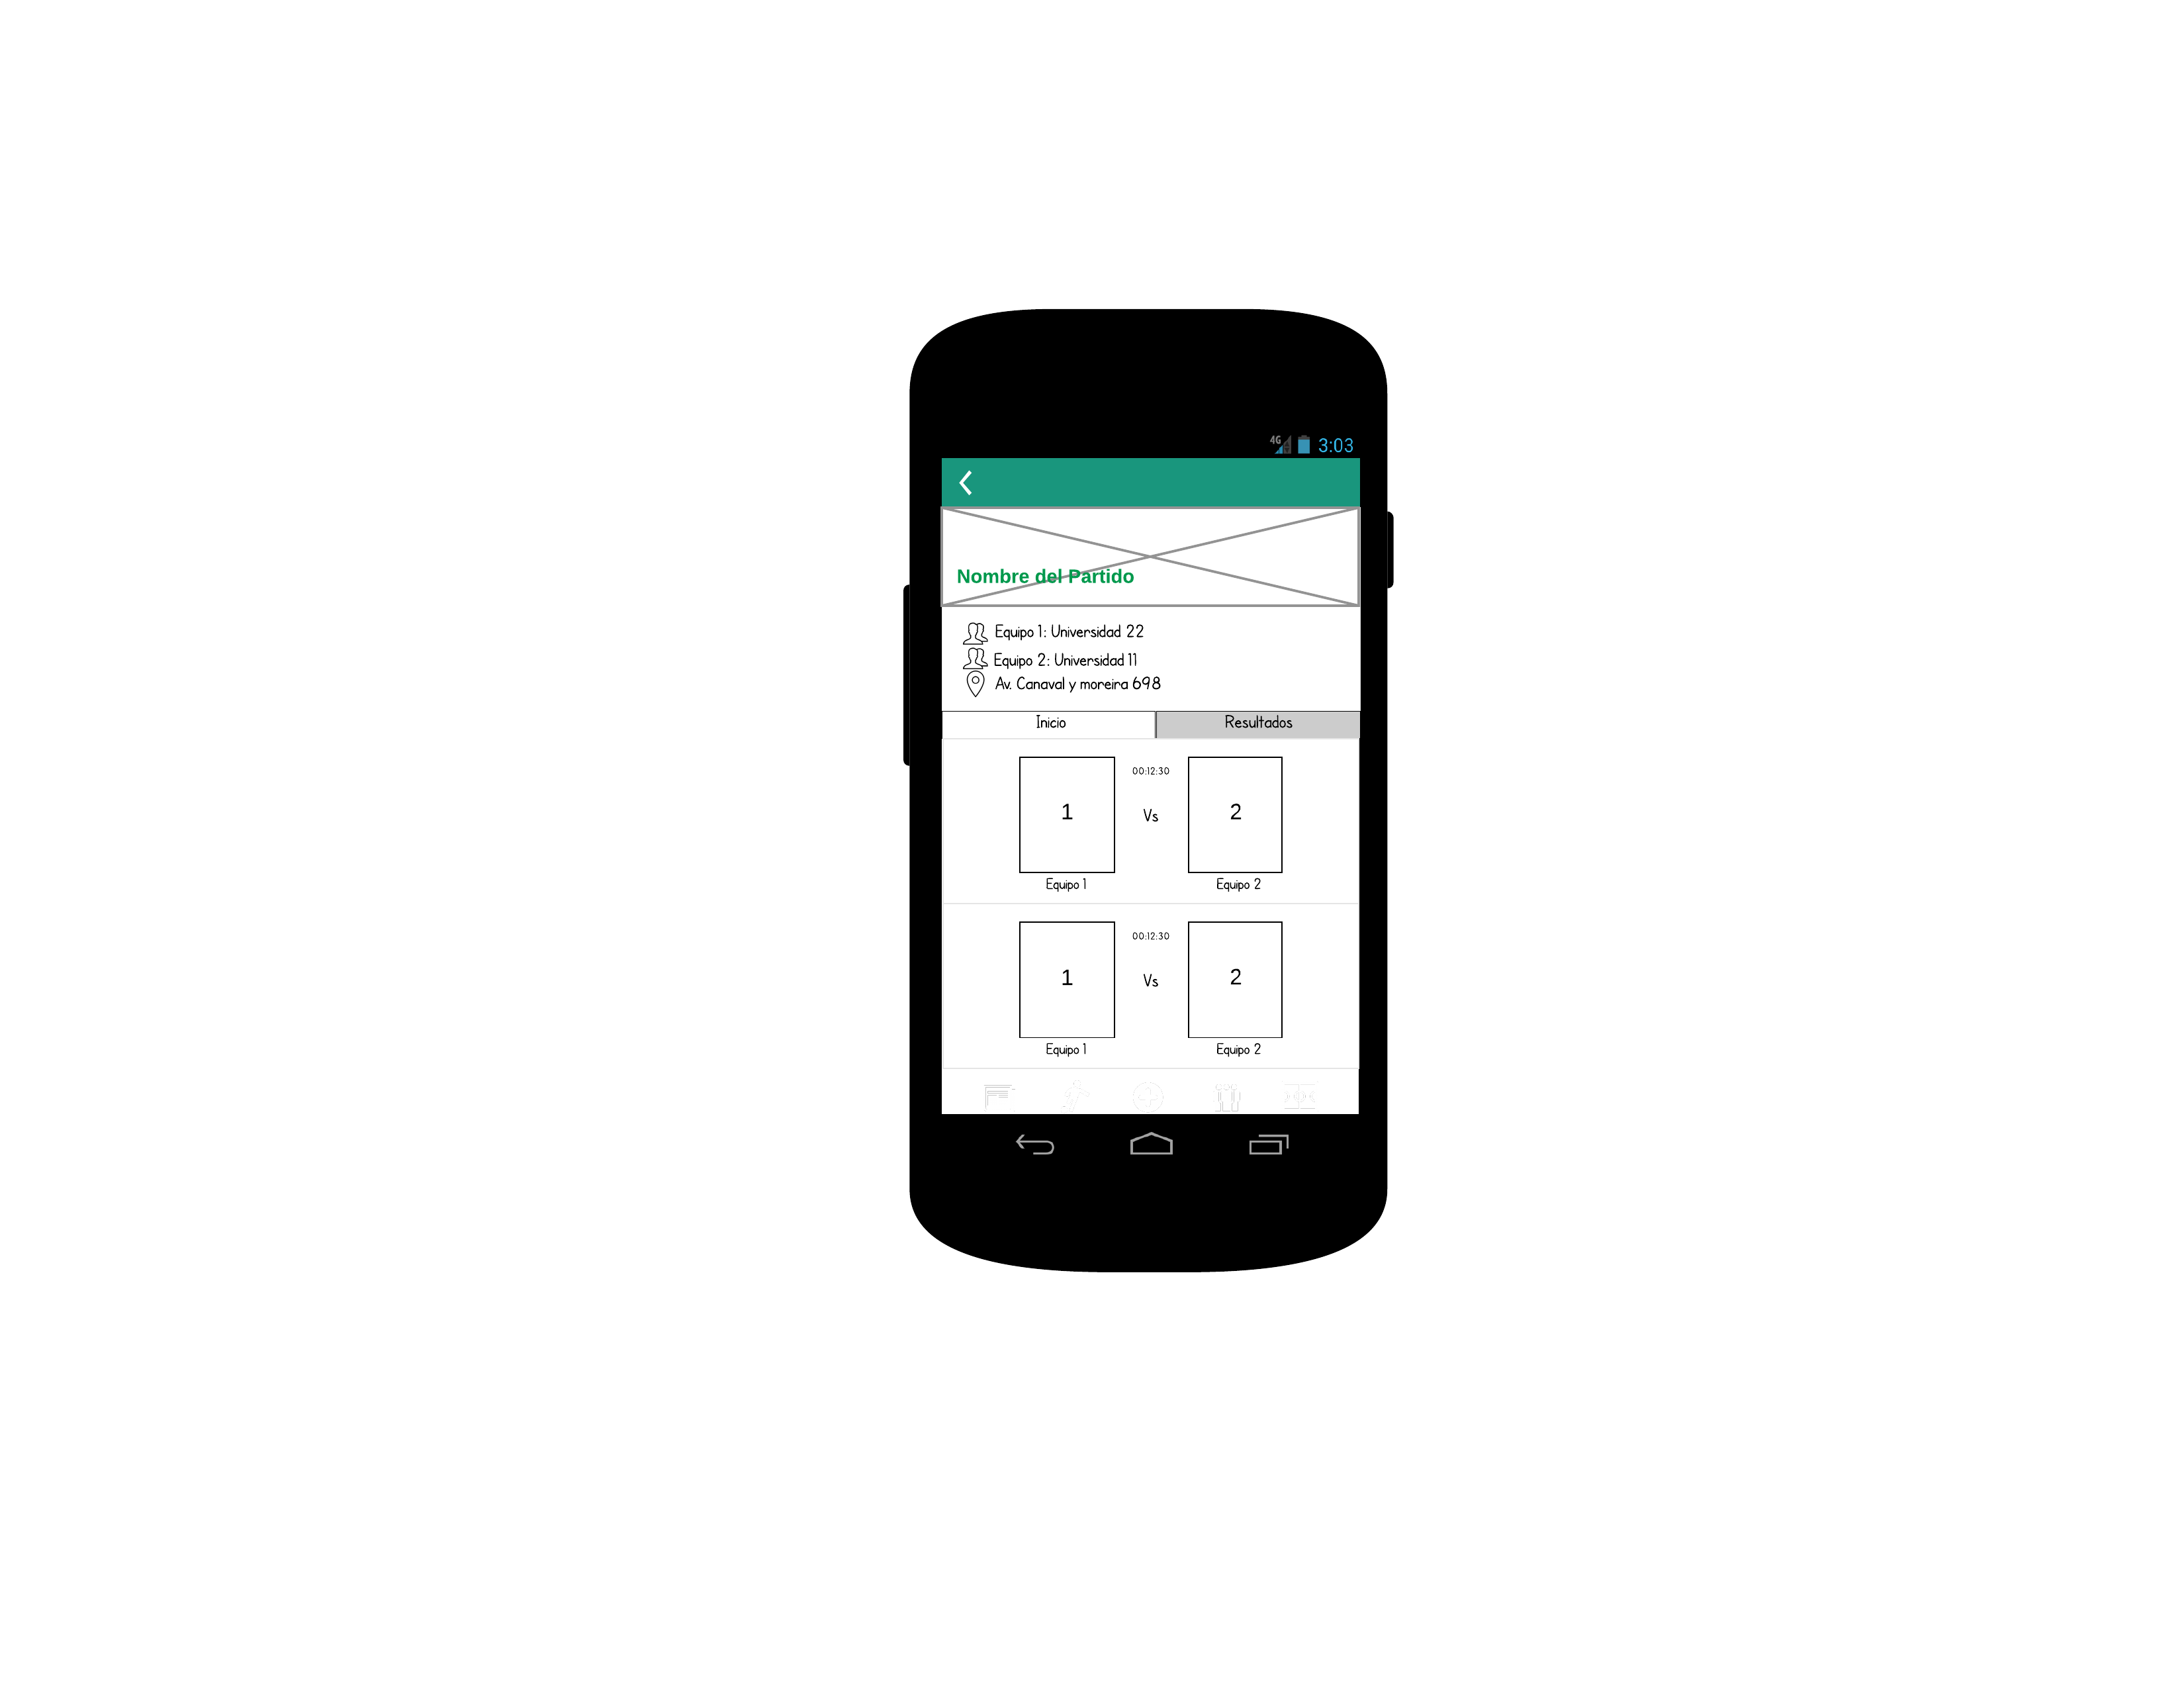 4G 3:03
Nombre del Partido
Equipo 1: Universidad 22
Equipo 2: Universidad 11
Av. Canaval y moreira 698
Inicio Resultados
00:12:30
1 Vs 2
Equipo 1 Equipo 2
00:12:30
1 Vs 2
Equipo 1 Equipo 2